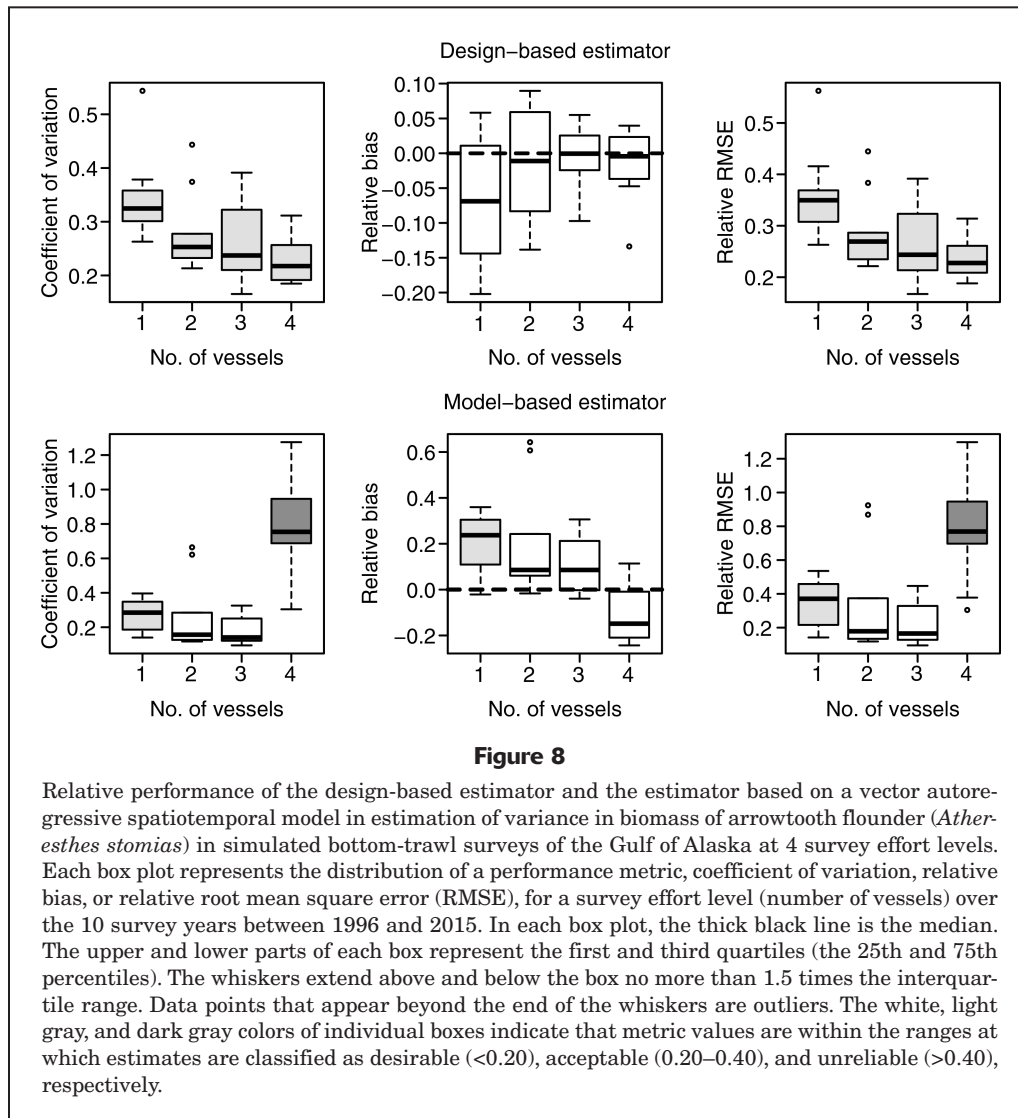 Design–based estimator
Coefficient of variation
0.5
0.4
0.3
0.2
1 2 3 4
No. of vessels
Relative bias
0.10
0.05
0.00
−0.05
−0.10
−0.15
−0.20
1 2 3 4
No. of vessels
Relative RMSE
0.5
0.4
0.3
0.2
1 2 3 4
No. of vessels
Model–based estimator
Coefficient of variation
1.2
1.0
0.8
0.6
0.4
0.2
1 2 3 4
No. of vessels
Relative bias
0.6
0.4
0.2
0.0
−0.2
1 2 3 4
No. of vessels
Relative RMSE
1.2
1.0
0.8
0.6
0.4
0.2
1 2 3 4
No. of vessels
Figure 8
Relative performance of the design-based estimator and the estimator based on a vector autore-
gressive spatiotemporal model in estimation of variance in biomass of arrowtooth flounder (Ather-
esthes stomias) in simulated bottom-trawl surveys of the Gulf of Alaska at 4 survey effort levels.
Each box plot represents the distribution of a performance metric, coefficient of variation, relative
bias, or relative root mean square error (RMSE), for a survey effort level (number of vessels) over
the 10 survey years between 1996 and 2015. In each box plot, the thick black line is the median.
The upper and lower parts of each box represent the first and third quartiles (the 25th and 75th
percentiles). The whiskers extend above and below the box no more than 1.5 times the interquar-
tile range. Data points that appear beyond the end of the whiskers are outliers. The white, light
gray, and dark gray colors of individual boxes indicate that metric values are within the ranges at
which estimates are classified as desirable (<0.20), acceptable (0.20–0.40), and unreliable (>0.40),
respectively.